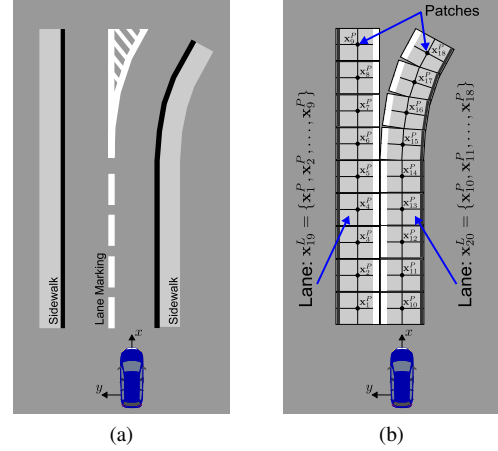 Sidewalk
Lane Marking
Sidewalk
x
y
(a)
Patches
x_9^P
x_8^P
x_7^P
x_6^P
x_5^P
x_4^P
x_3^P
x_2^P
x_1^P
x_18^P
x_17^P
x_16^P
x_15^P
x_14^P
x_13^P
x_12^P
x_11^P
x_10^P
Lane: x_19^L = {x_1^P, x_2^P, ..., x_9^P}
Lane: x_20^L = {x_10^P, x_11^P, ..., x_18^P}
x
y
(b)